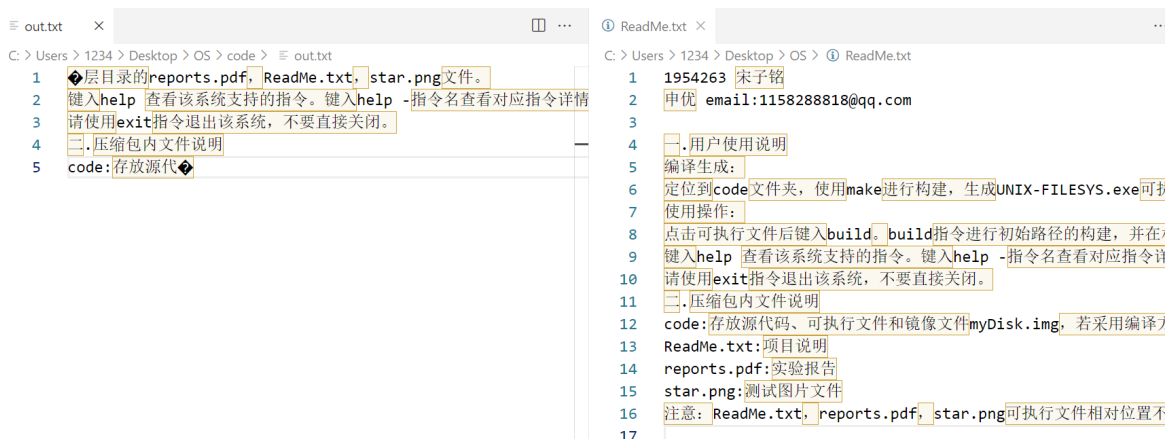 out.txt
C: > Users > 1234 > Desktop > OS > code > out.txt
1 �层目录的reports.pdf，ReadMe.txt，star.png文件。
2 键入help 查看该系统支持的指令。键入help -指令名查看对应指令详情
3 请使用exit指令退出该系统，不要直接关闭。
4 二.压缩包内文件说明
5 code:存放源代�
ReadMe.txt
C: > Users > 1234 > Desktop > OS > ReadMe.txt
1 1954263 宋子铭
2 申优 email:1158288818@qq.com
3
4 一.用户使用说明
5 编译生成：
6 定位到code文件夹，使用make进行构建，生成UNIX-FILESYS.exe可执
7 使用操作：
8 点击可执行文件后键入build。build指令进行初始路径的构建，并在
9 键入help 查看该系统支持的指令。键入help -指令名查看对应指令详
10 请使用exit指令退出该系统，不要直接关闭。
11 二.压缩包内文件说明
12 code:存放源代码、可执行文件和镜像文件myDisk.img，若采用编译方
13 ReadMe.txt:项目说明
14 reports.pdf:实验报告
15 star.png:测试图片文件
16 注意：ReadMe.txt，reports.pdf，star.png可执行文件相对位置不
17